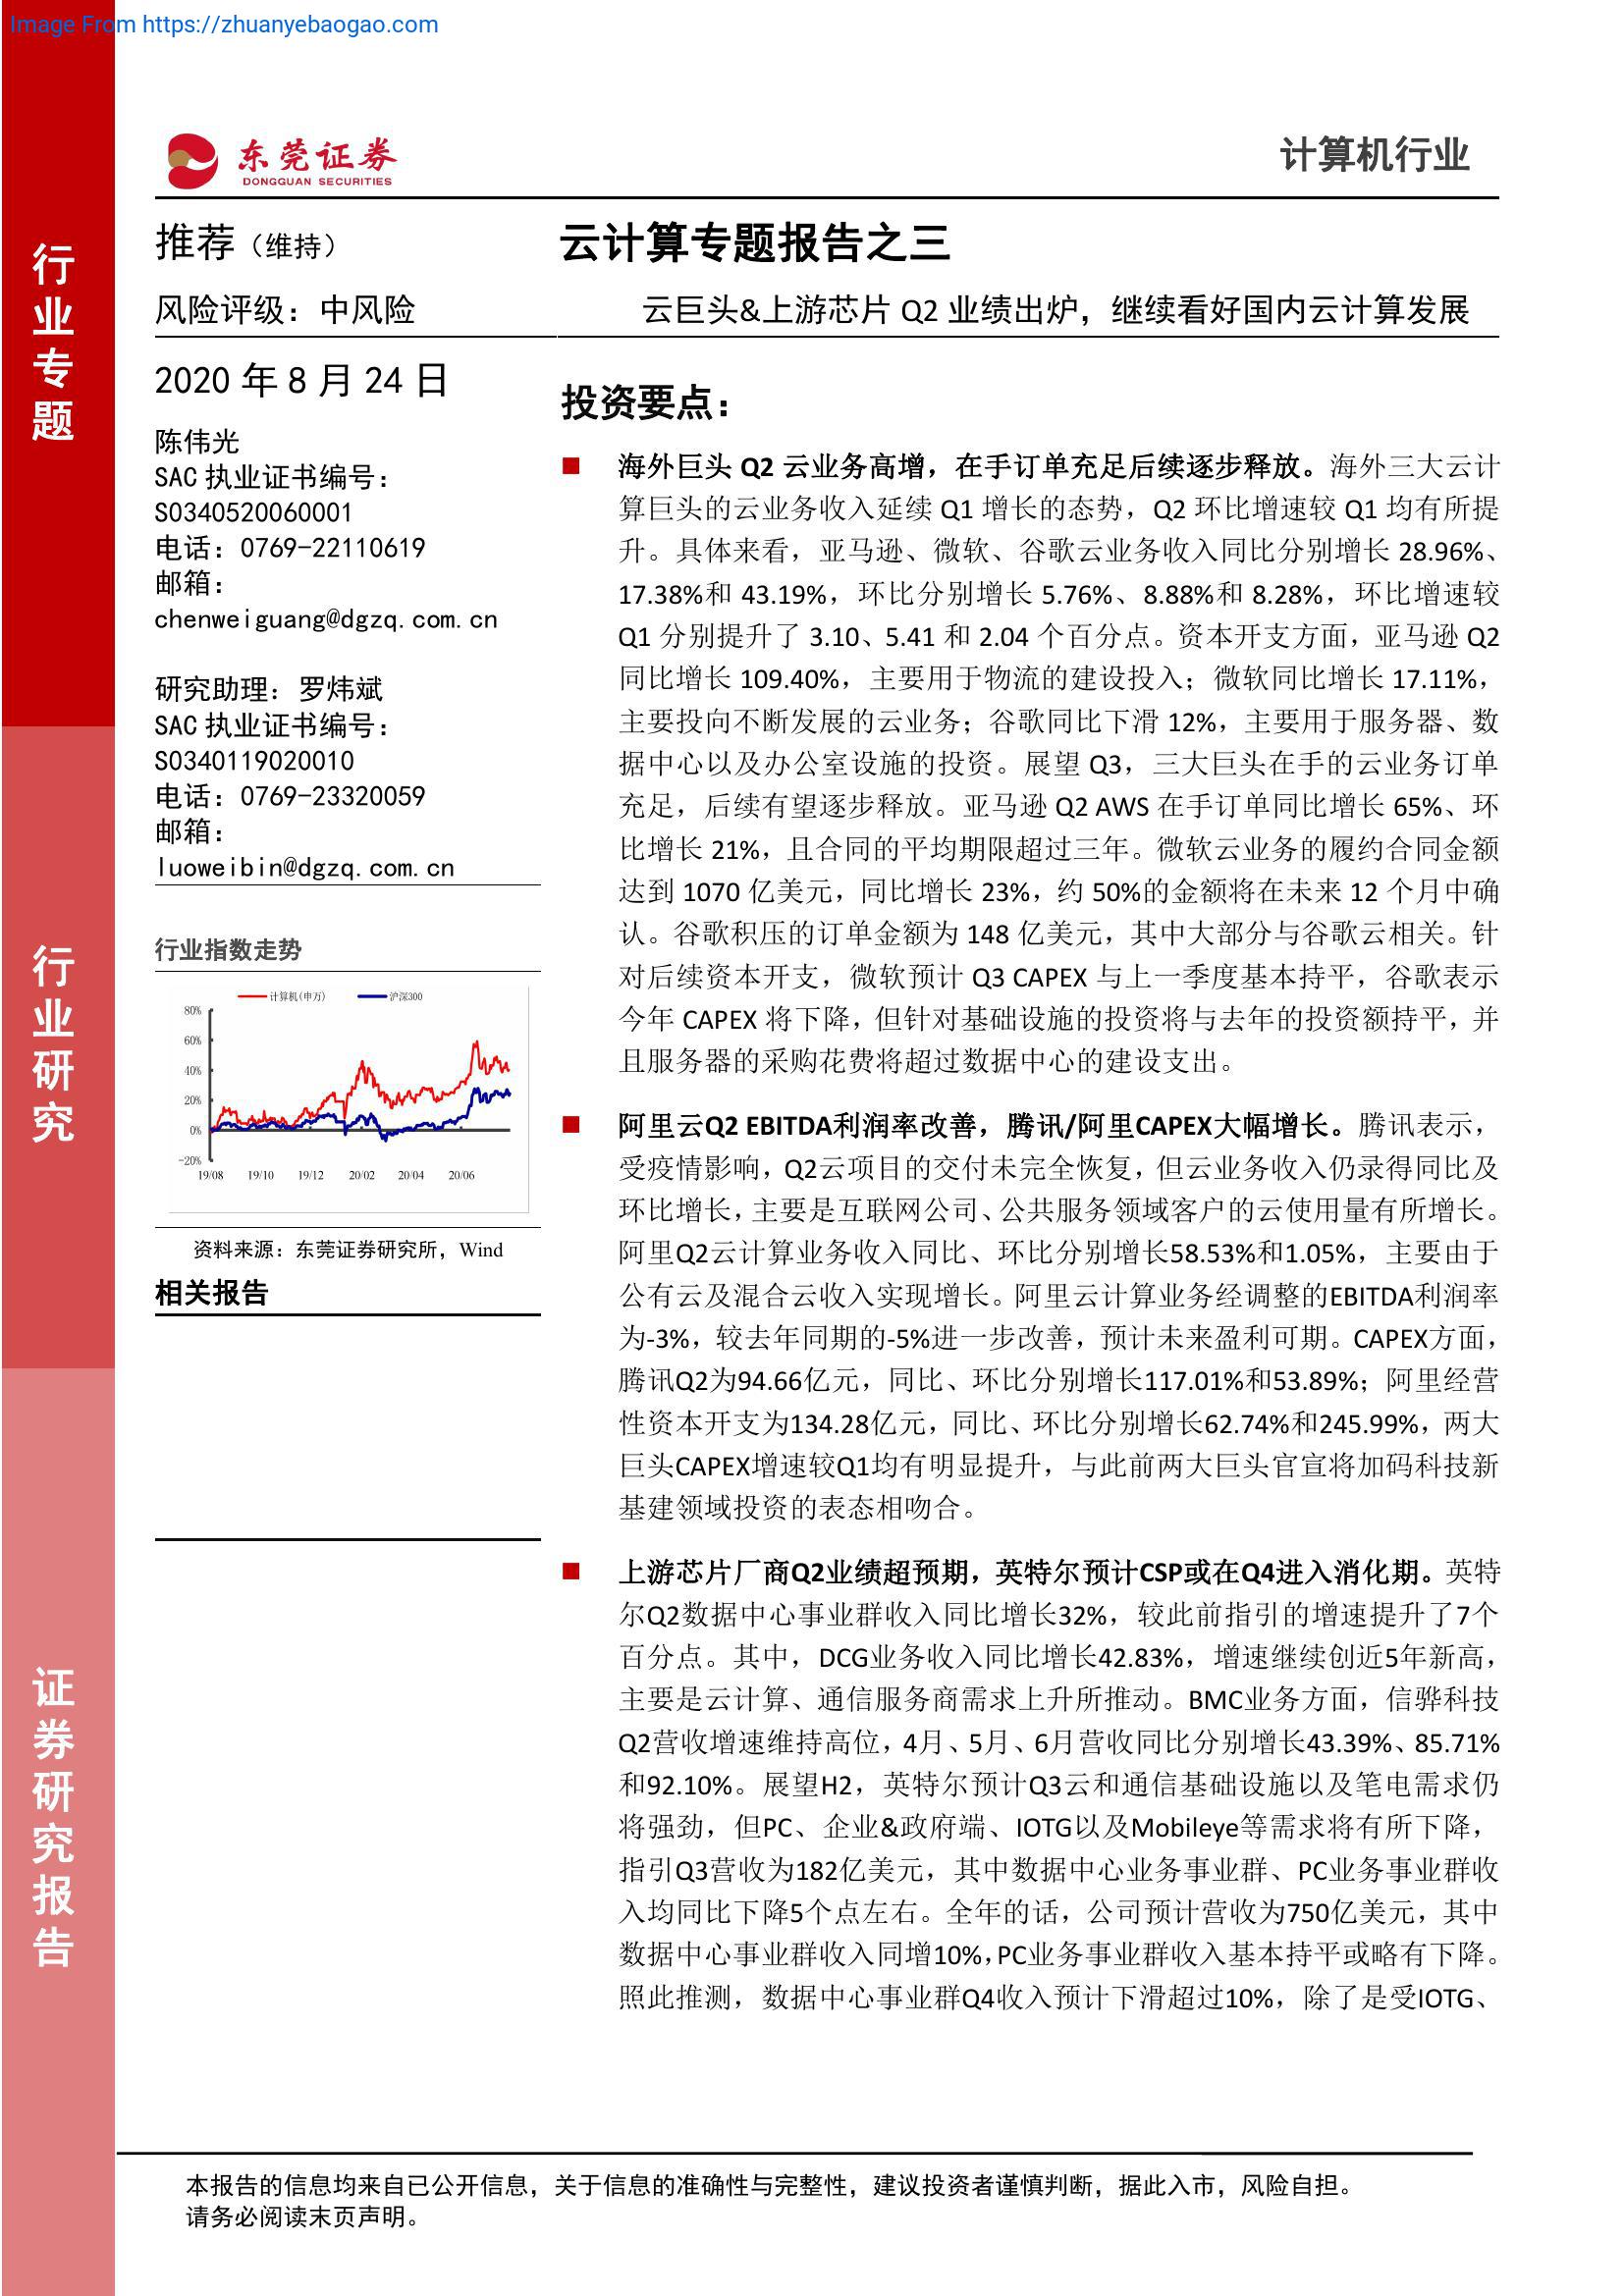 Image From https://zhuanyebaogao.com
行业专题
行业研究
证券研究报告
东莞证券
DONGGUAN SECURITIES
计算机行业
推荐（维持）
风险评级：中风险
云计算专题报告之三
云巨头&上游芯片 Q2 业绩出炉，继续看好国内云计算发展
2020 年 8 月 24 日
陈伟光
SAC 执业证书编号：
S0340520060001
电话：0769-22110619
邮箱：
chenweiguang@dgzq.com.cn
研究助理：罗炜斌
SAC 执业证书编号：
S0340119020010
电话：0769-23320059
邮箱：
luoweibin@dgzq.com.cn
行业指数走势
计算机(申万)
沪深300
80%
60%
40%
20%
0%
-20%
19/08 19/10 19/12 20/02 20/04 20/06
资料来源：东莞证券研究所，Wind
相关报告
投资要点：
■ 海外巨头 Q2 云业务高增，在手订单充足后续逐步释放。海外三大云计
算巨头的云业务收入延续 Q1 增长的态势，Q2 环比增速较 Q1 均有所提
升。具体来看，亚马逊、微软、谷歌云业务收入同比分别增长 28.96%、
17.38%和 43.19%，环比分别增长 5.76%、8.88%和 8.28%，环比增速较
Q1 分别提升了 3.10、5.41 和 2.04 个百分点。资本开支方面，亚马逊 Q2
同比增长 109.40%，主要用于物流的建设投入；微软同比增长 17.11%，
主要投向不断发展的云业务；谷歌同比下滑 12%，主要用于服务器、数
据中心以及办公室设施的投资。展望 Q3，三大巨头在手的云业务订单
充足，后续有望逐步释放。亚马逊 Q2 AWS 在手订单同比增长 65%、环
比增长 21%，且合同的平均期限超过三年。微软云业务的履约合同金额
达到 1070 亿美元，同比增长 23%，约 50%的金额将在未来 12 个月中确
认。谷歌积压的订单金额为 148 亿美元，其中大部分与谷歌云相关。针
对后续资本开支，微软预计 Q3 CAPEX 与上一季度基本持平，谷歌表示
今年 CAPEX 将下降，但针对基础设施的投资将与去年的投资额持平，并
且服务器的采购花费将超过数据中心的建设支出。
■ 阿里云Q2 EBITDA利润率改善，腾讯/阿里CAPEX大幅增长。腾讯表示，
受疫情影响，Q2云项目的交付未完全恢复，但云业务收入仍录得同比及
环比增长，主要是互联网公司、公共服务领域客户的云使用量有所增长。
阿里Q2云计算业务收入同比、环比分别增长58.53%和1.05%，主要由于
公有云及混合云收入实现增长。阿里云计算业务经调整的EBITDA利润率
为-3%，较去年同期的-5%进一步改善，预计未来盈利可期。CAPEX方面，
腾讯Q2为94.66亿元，同比、环比分别增长117.01%和53.89%；阿里经营
性资本开支为134.28亿元，同比、环比分别增长62.74%和245.99%，两大
巨头CAPEX增速较Q1均有明显提升，与此前两大巨头官宣将加码科技新
基建领域投资的表态相吻合。
■ 上游芯片厂商Q2业绩超预期，英特尔预计CSP或在Q4进入消化期。英特
尔Q2数据中心事业群收入同比增长32%，较此前指引的增速提升了7个
百分点。其中，DCG业务收入同比增长42.83%，增速继续创近5年新高，
主要是云计算、通信服务商需求上升所推动。BMC业务方面，信骅科技
Q2营收增速维持高位，4月、5月、6月营收同比分别增长43.39%、85.71%
和92.10%。展望H2，英特尔预计Q3云和通信基础设施以及笔电需求仍
将强劲，但PC、企业&政府端、IOTG以及Mobileye等需求将有所下降，
指引Q3营收为182亿美元，其中数据中心业务事业群、PC业务事业群收
入均同比下降5个点左右。全年的话，公司预计营收为750亿美元，其中
数据中心事业群收入同增10%，PC业务事业群收入基本持平或略有下降。
照此推测，数据中心事业群Q4收入预计下滑超过10%，除了是受IOTG、
本报告的信息均来自已公开信息，关于信息的准确性与完整性，建议投资者谨慎判断，据此入市，风险自担。
请务必阅读末页声明。